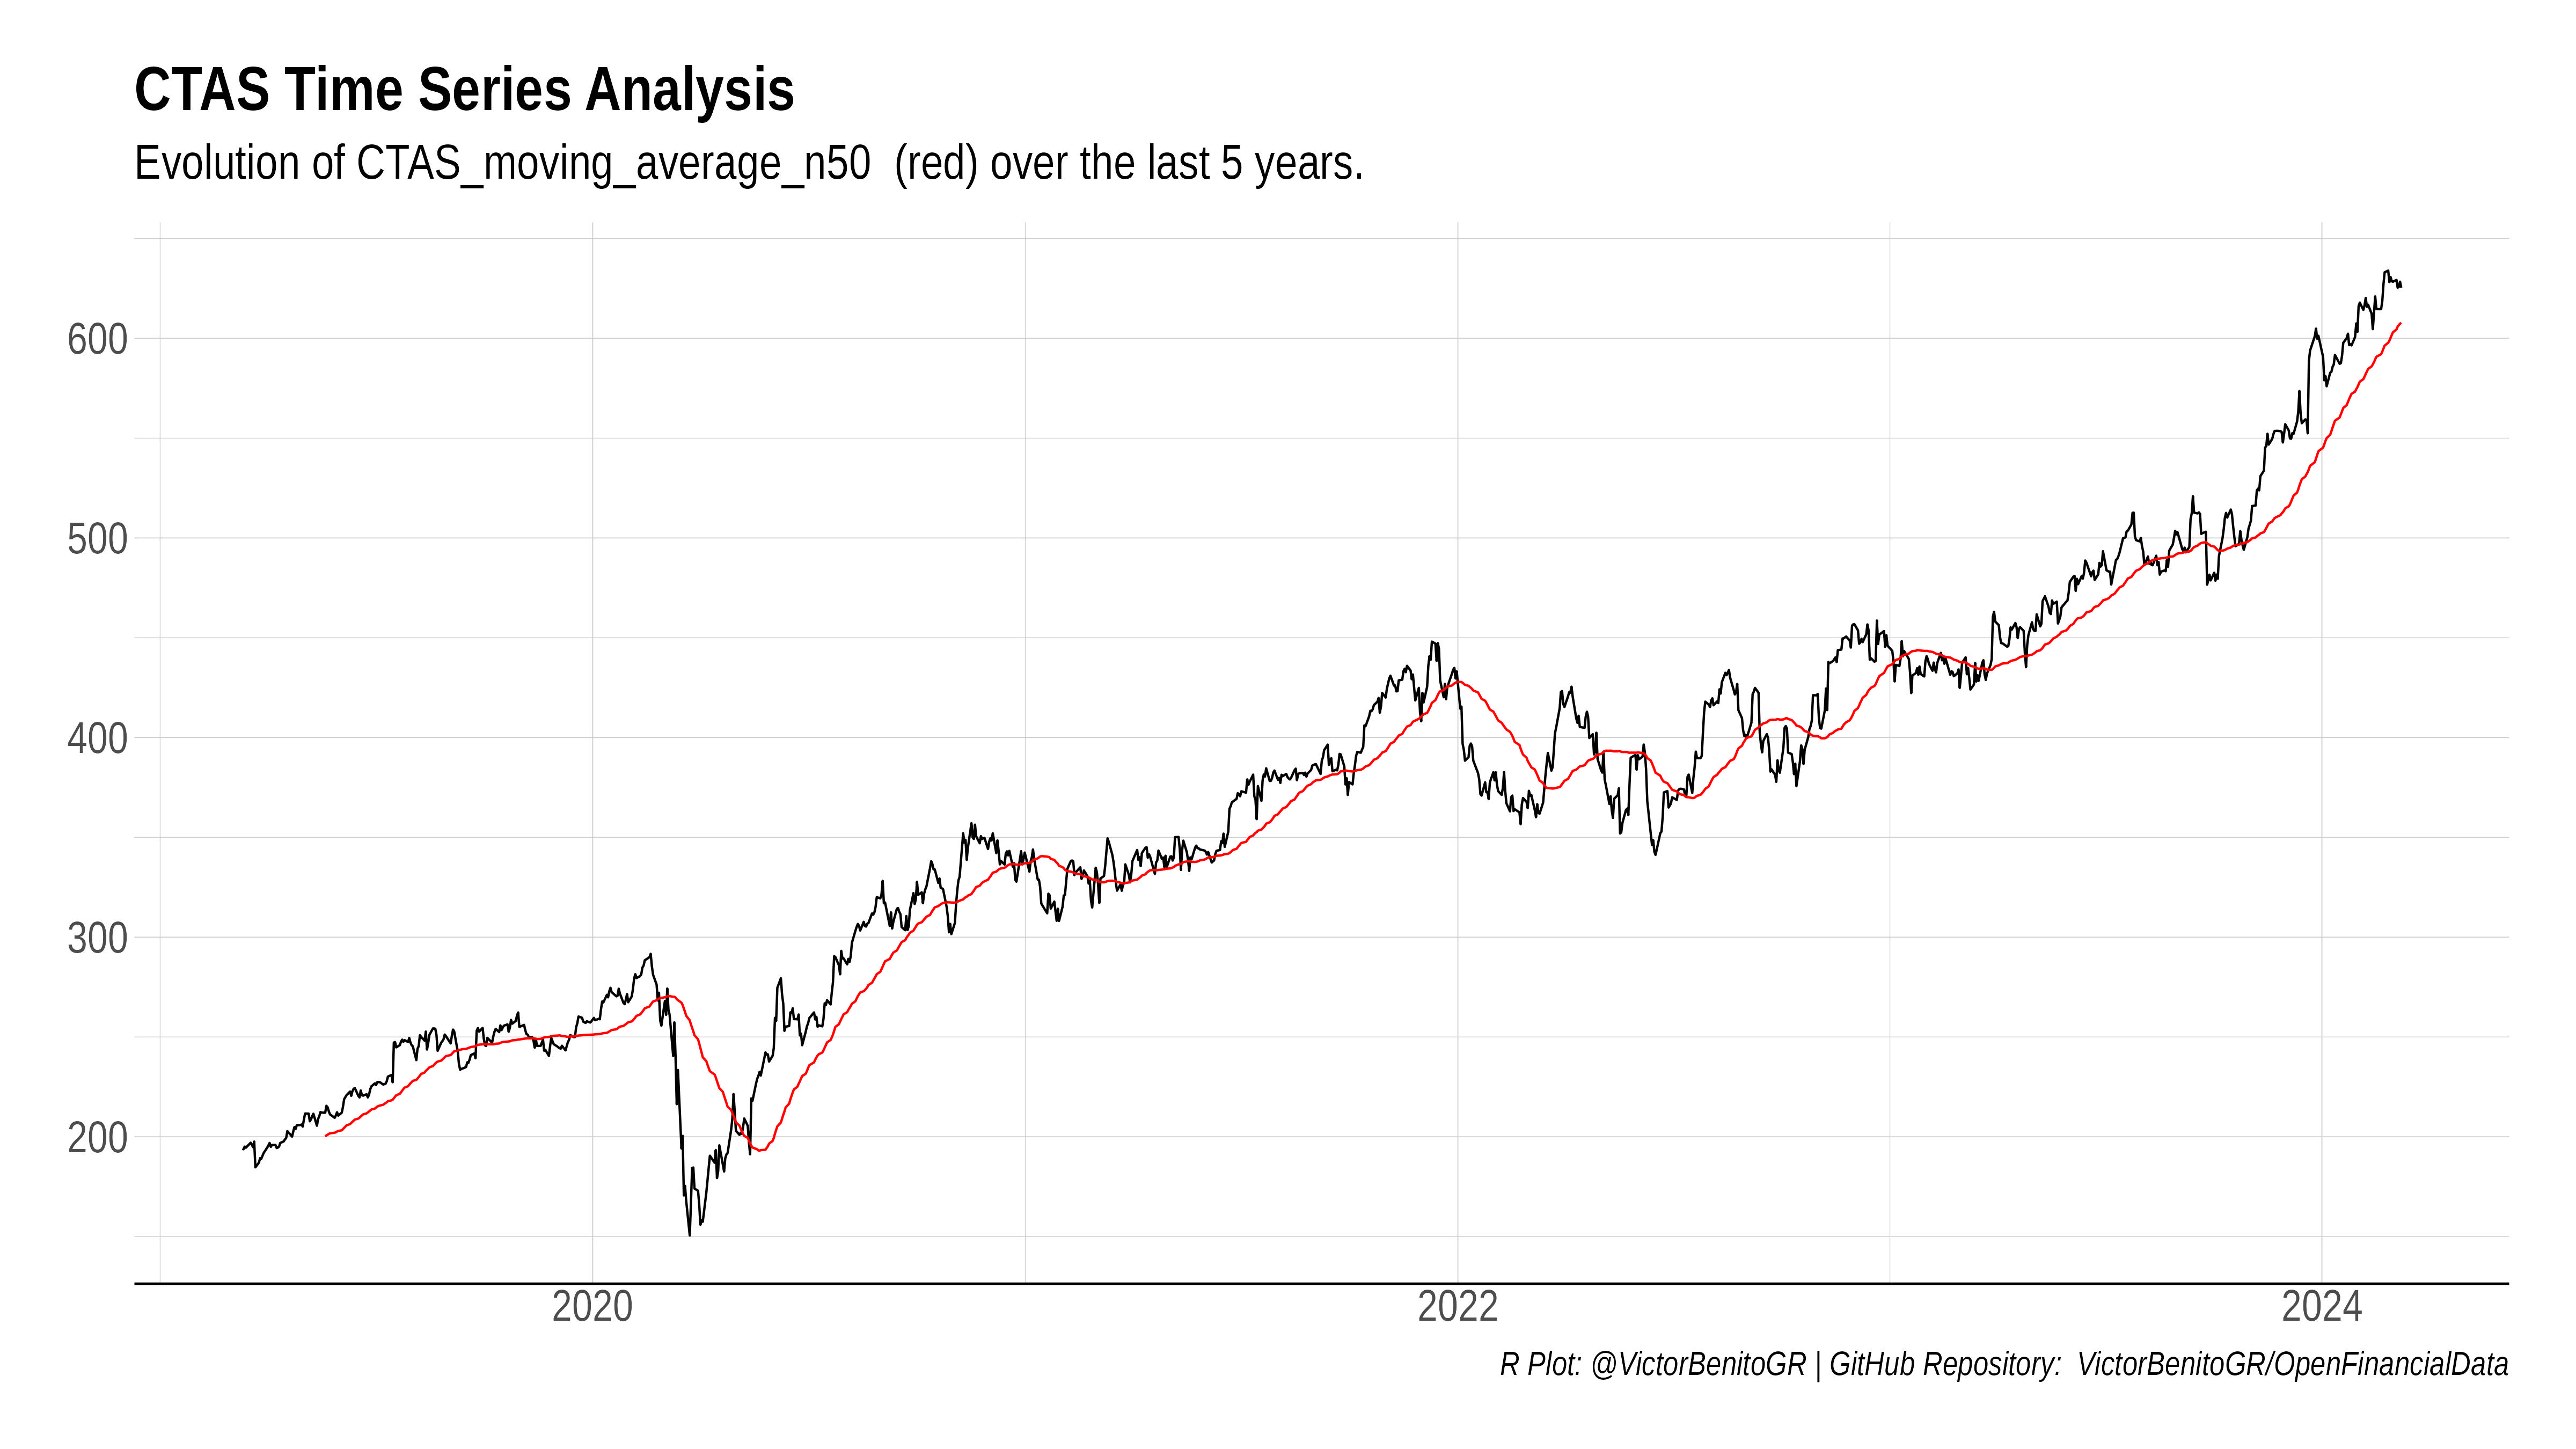 CTAS Time Series Analysis
Evolution of CTAS_moving_average_n50  (red) over the last 5 years.
600
500
400
300
200
2020 2022 2024
R Plot: @VictorBenitoGR | GitHub Repository:  VictorBenitoGR/OpenFinancialData